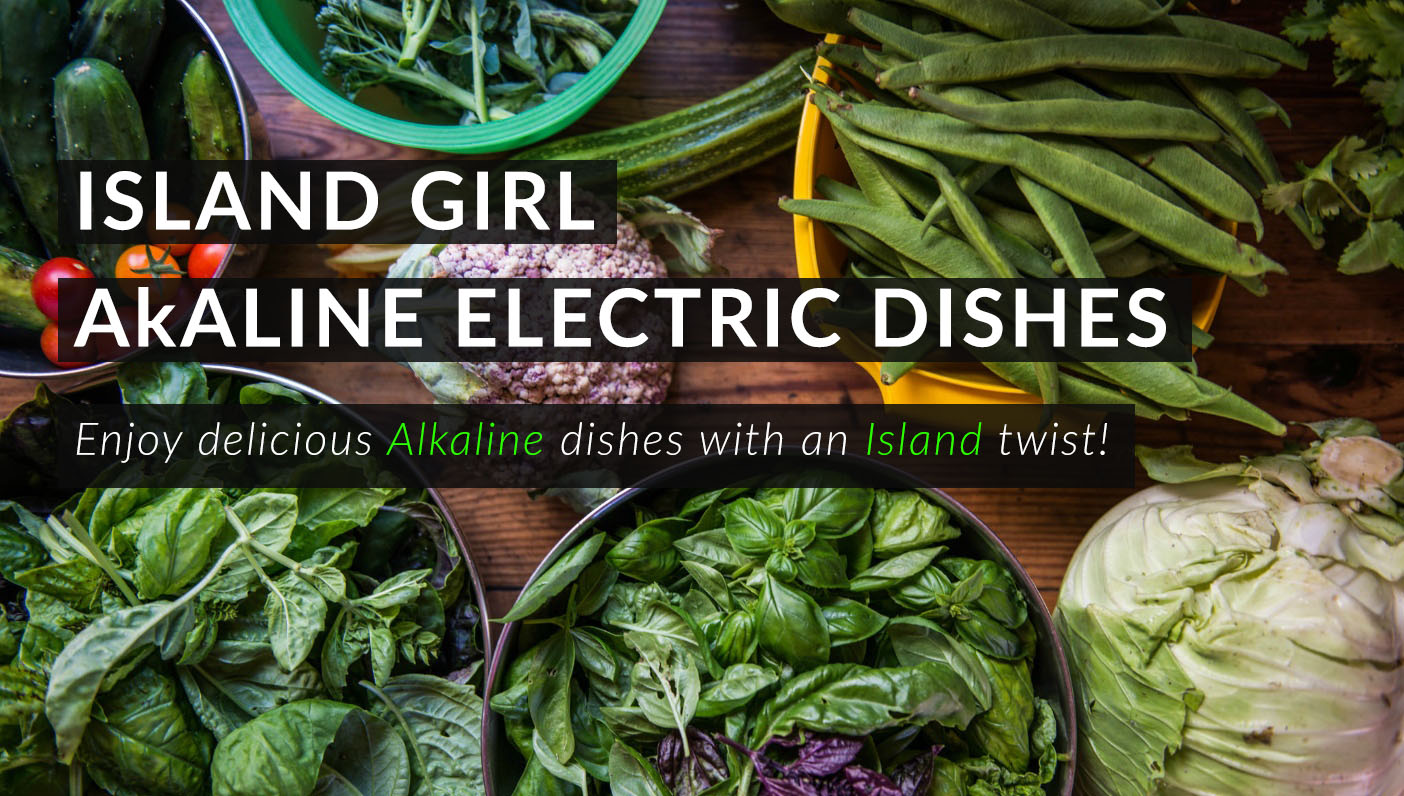 ISLAND GIRL
AkALINE ELECTRIC DISHES
Enjoy delicious Alkaline dishes with an Island twist!